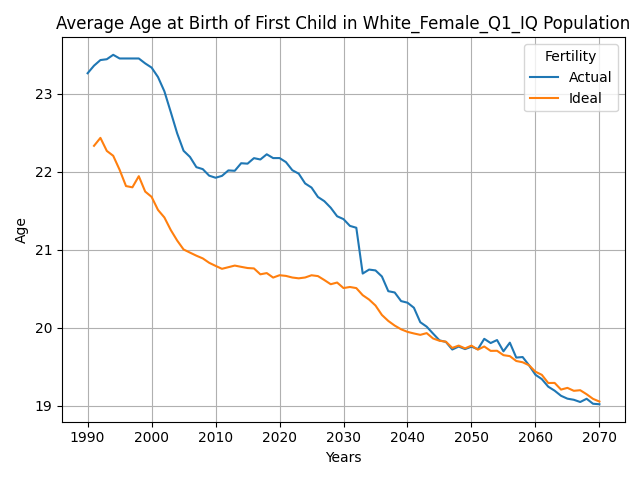 Average Age at Birth of First Child in White_Female_Q1_IQ Population
Fertility
Actual
Ideal
Age
23
22
21
20
19
1990 2000 2010 2020 2030 2040 2050 2060 2070
Years